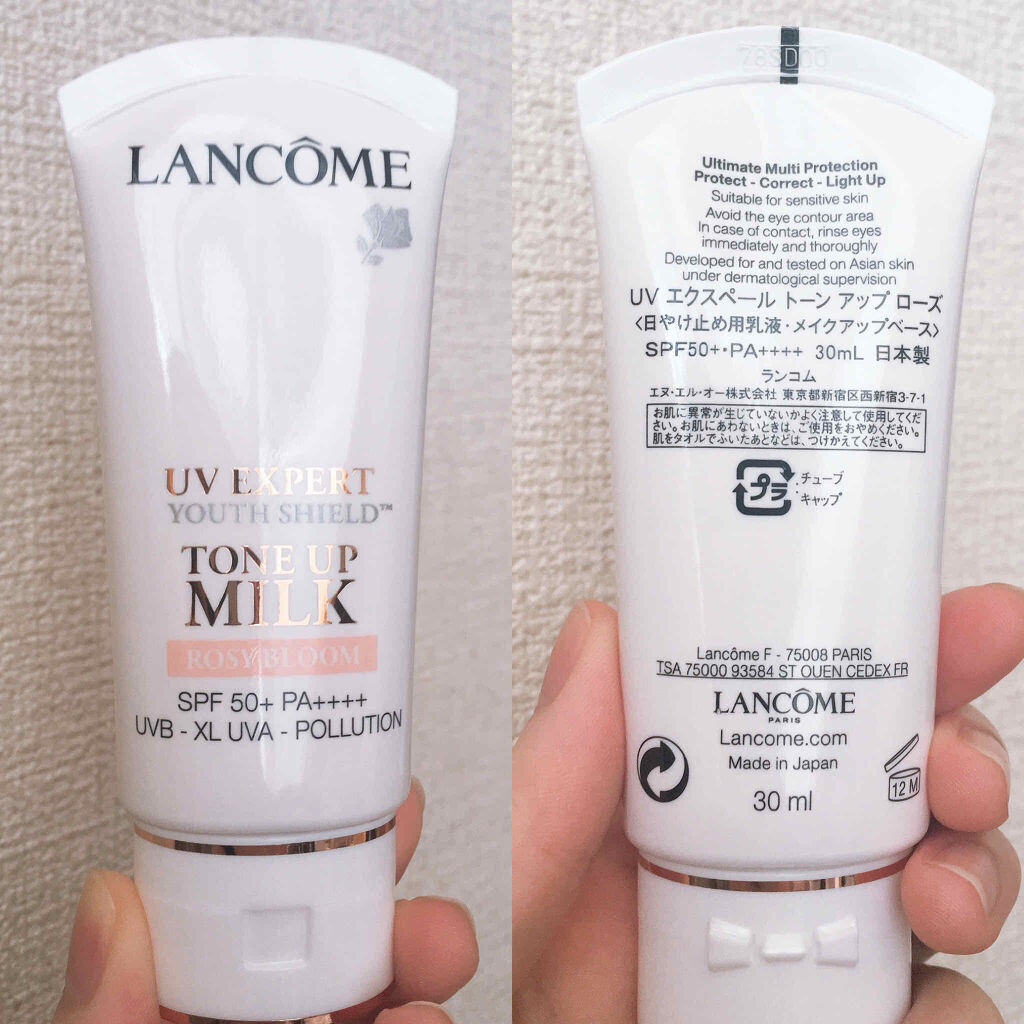 LANCÔME
UV EXPERT
YOUTH SHIELD™
TONE UP
MILK
ROSY BLOOM
SPF 50+ PA++++
UVB - XL UVA - POLLUTION
78SD00
Ultimate Multi Protection
Protect - Correct - Light Up
Suitable for sensitive skin
Avoid the eye contour area
In case of contact, rinse eyes
immediately and thoroughly
Developed for and tested on Asian skin
under dermatological supervision
UV エクスペール トーン アップ ローズ
〈日やけ止め用乳液・メイクアップベース〉
SPF50+・PA++++ 30mL 日本製
ランコム
エヌ・エル・オー株式会社 東京都新宿区西新宿3-7-1
お肌に異常が生じていないかよく注意して使用してくだ
さい。お肌にあわないときは、ご使用をおやめください。
肌をタオルでふいたあとなどは、つけかえてください。
プラ
チューブ
キャップ
Lancôme F - 75008 PARIS
TSA 75000 93584 ST OUEN CEDEX FR
LANCÔME
PARIS
Lancome.com
Made in Japan
12 M
30 ml